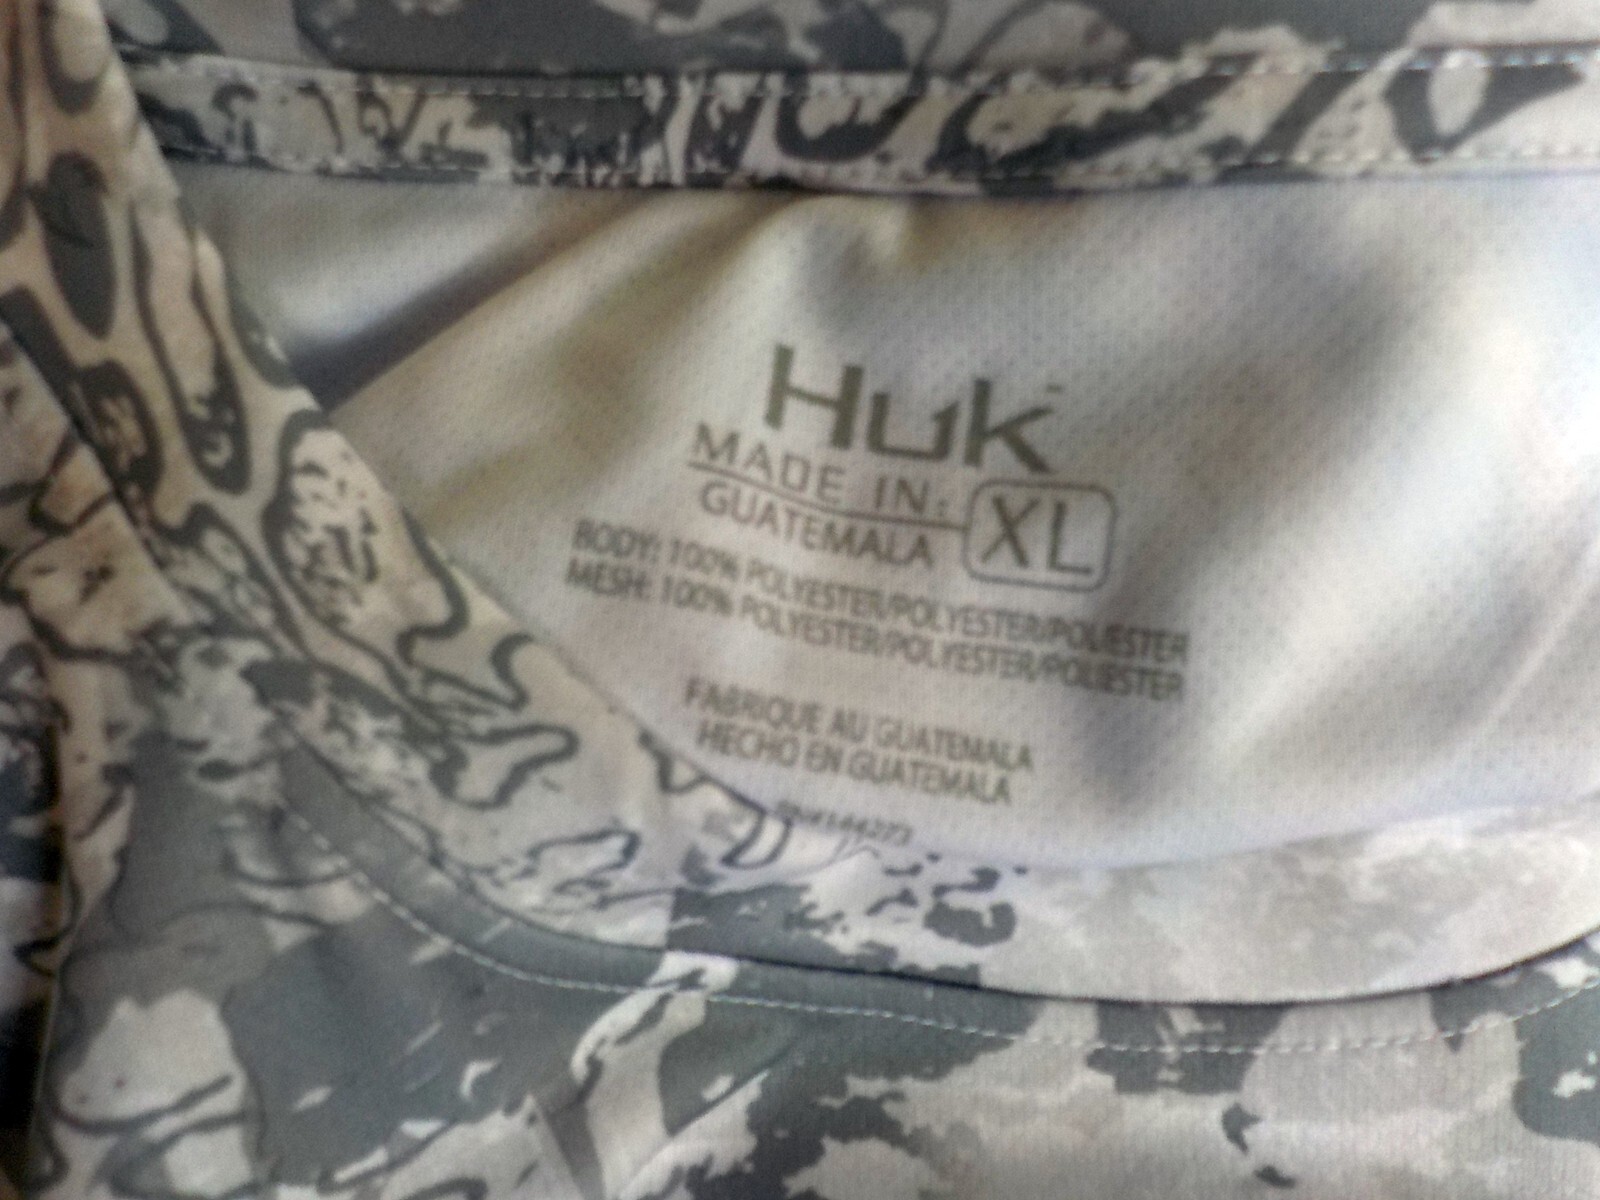 Huk
MADE IN:
GUATEMALA
XL
BODY: 100% POLYESTER/POLYESTER/POLIESTER
MESH: 100% POLYESTER/POLYESTER/POLIESTER
FABRIQUE AU GUATEMALA
HECHO EN GUATEMALA